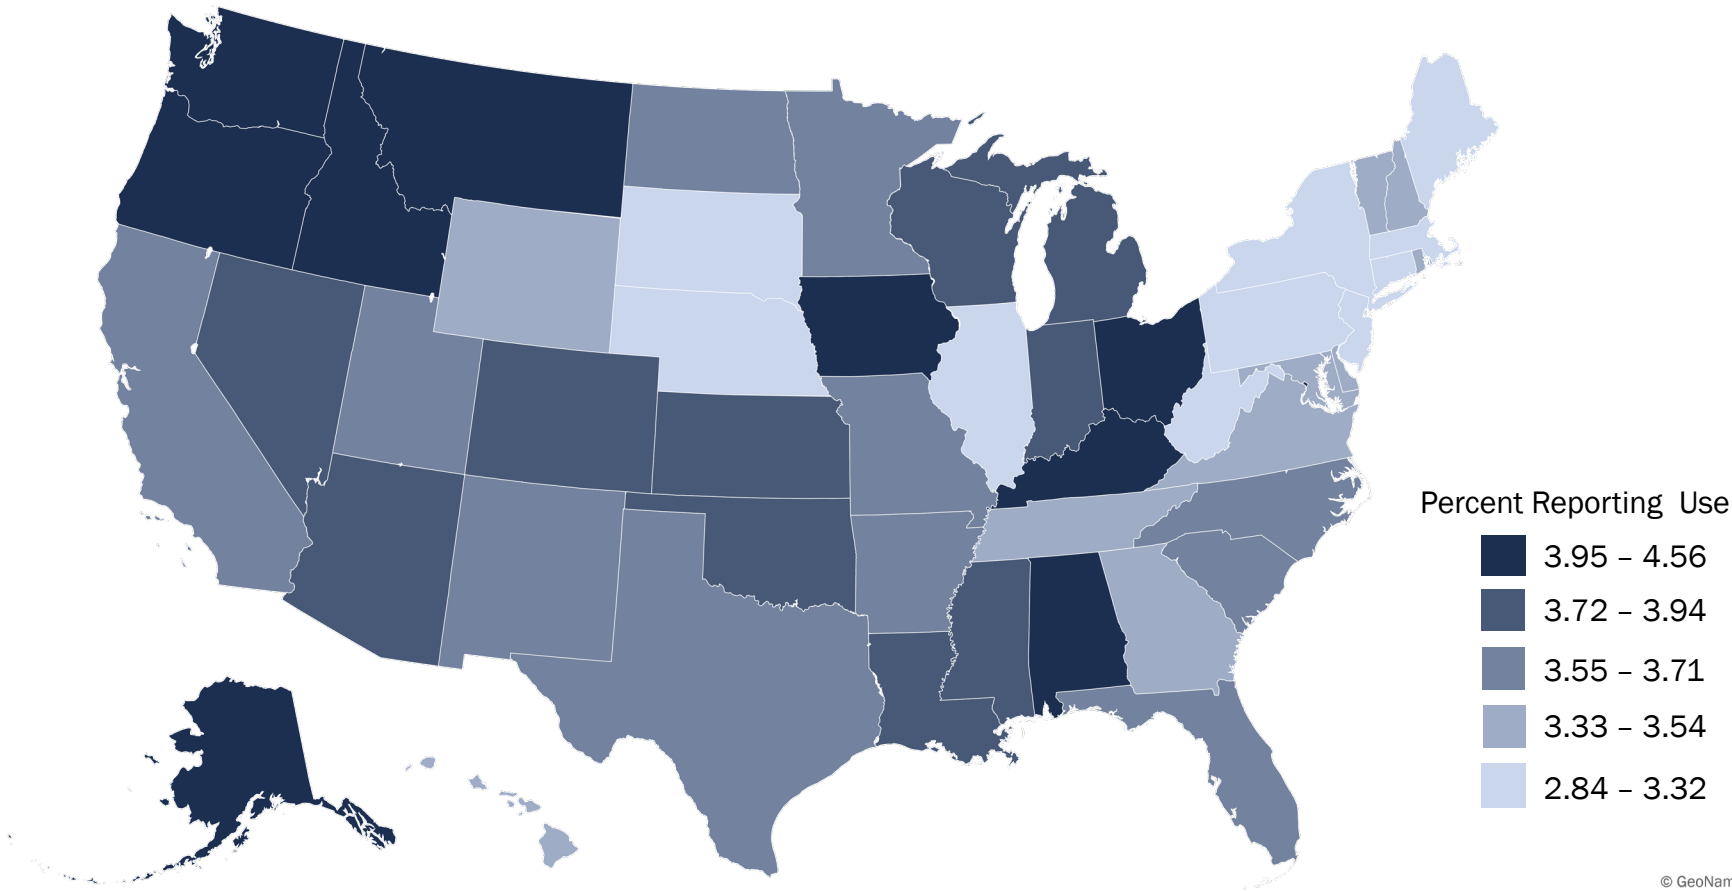 Percent Reporting  Use
3.95 – 4.56
3.72 – 3.94
3.55 – 3.71
3.33 – 3.54
2.84 – 3.32
© GeoNam